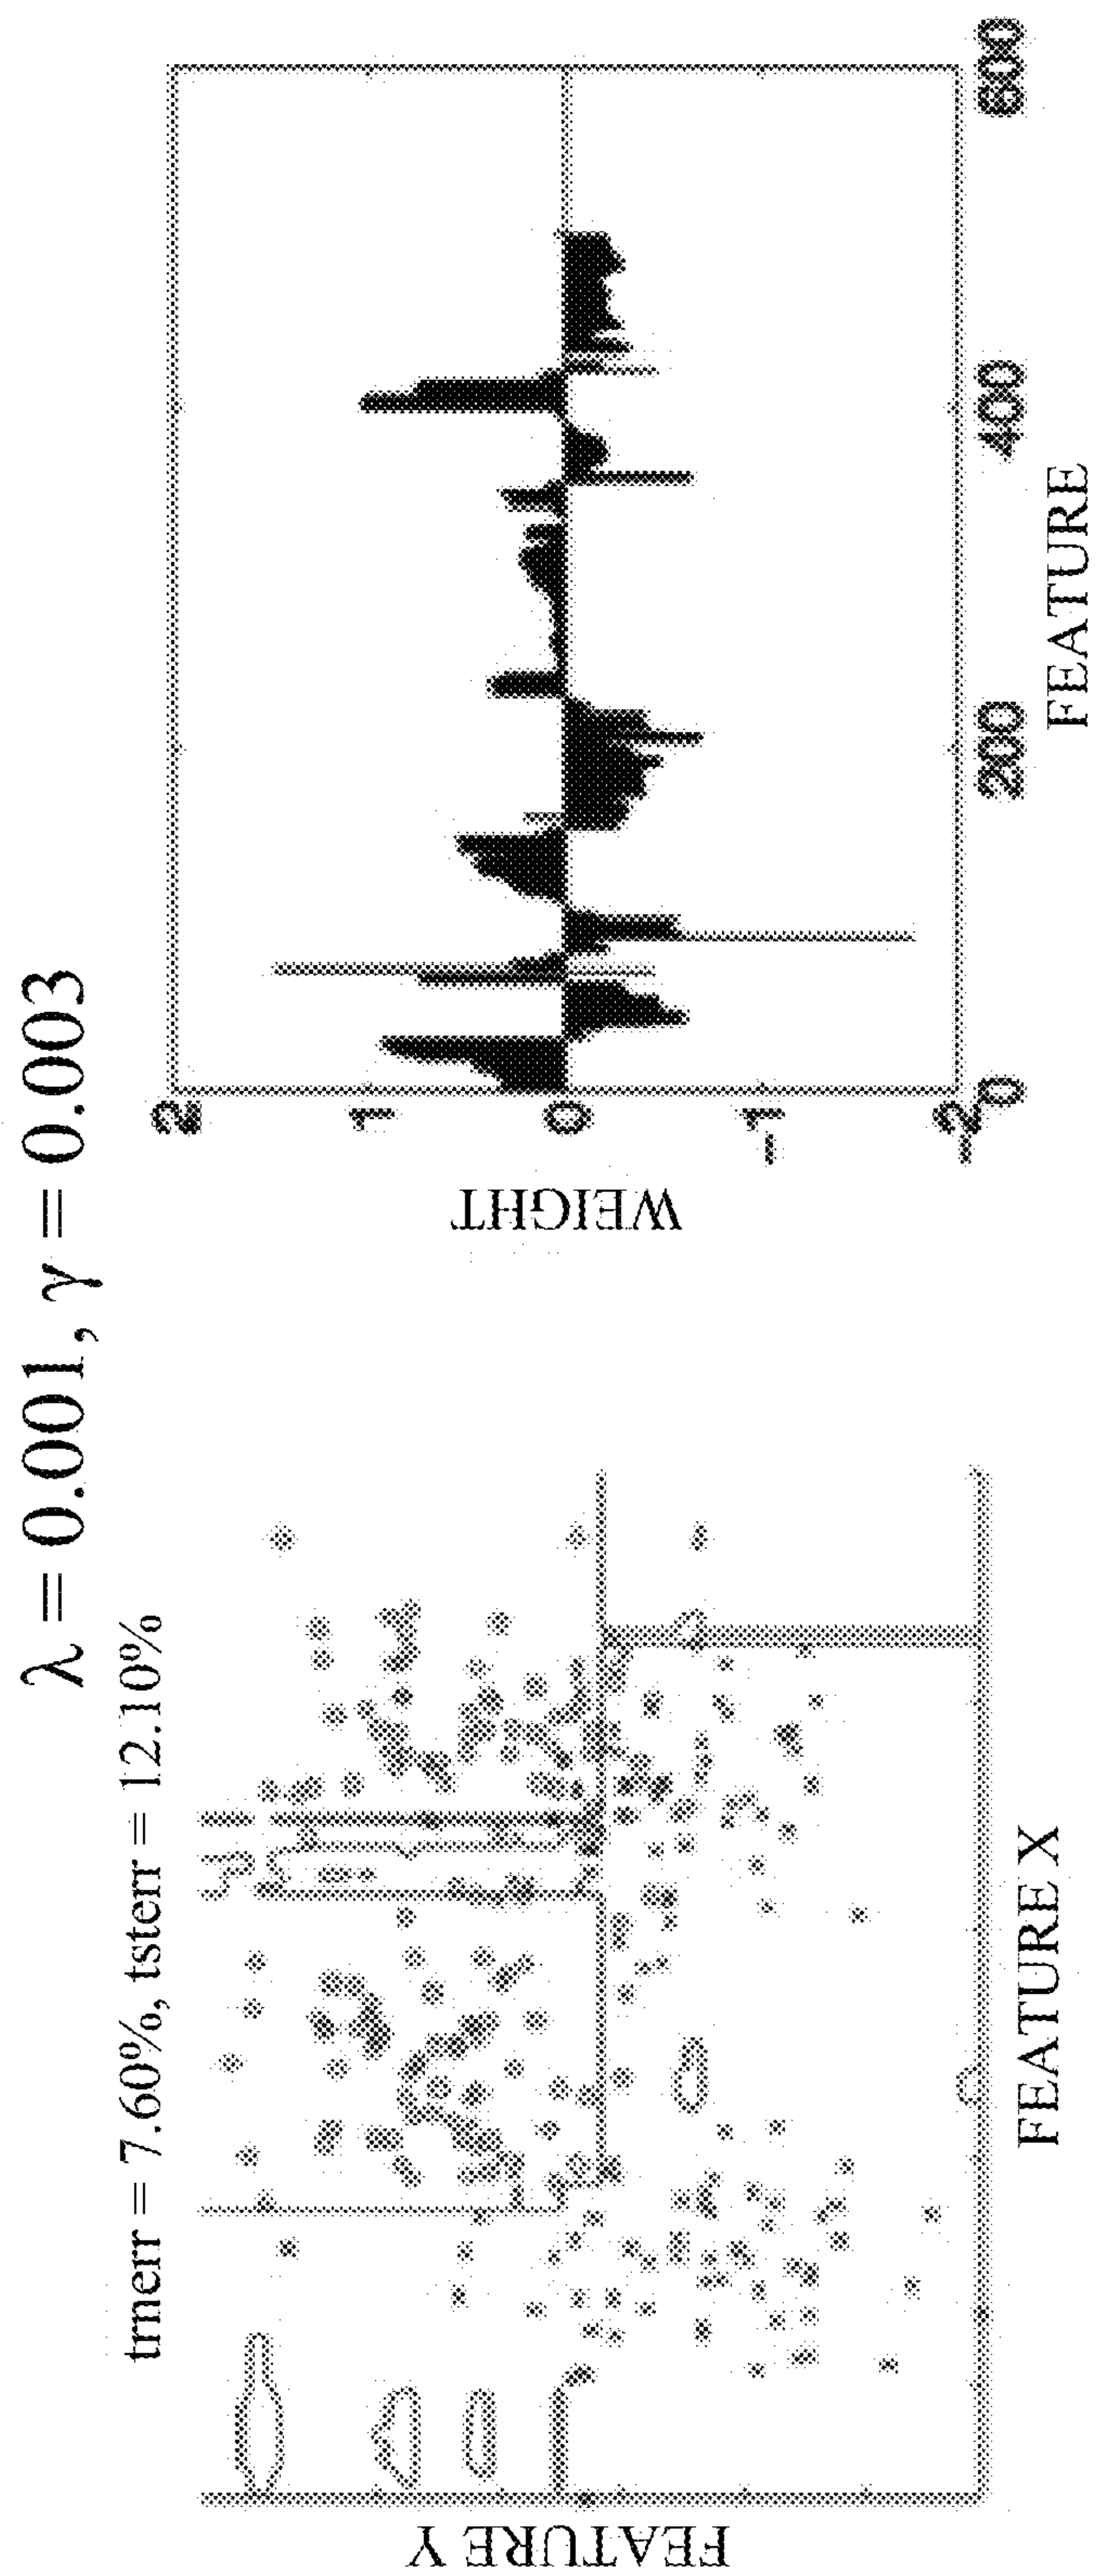 λ = 0.001, γ = 0.003
trnerr = 7.60%, tsterr = 12.10%
FEATURE Y
FEATURE X
WEIGHT
2
1
0
-1
-2
0
200
400
600
FEATURE